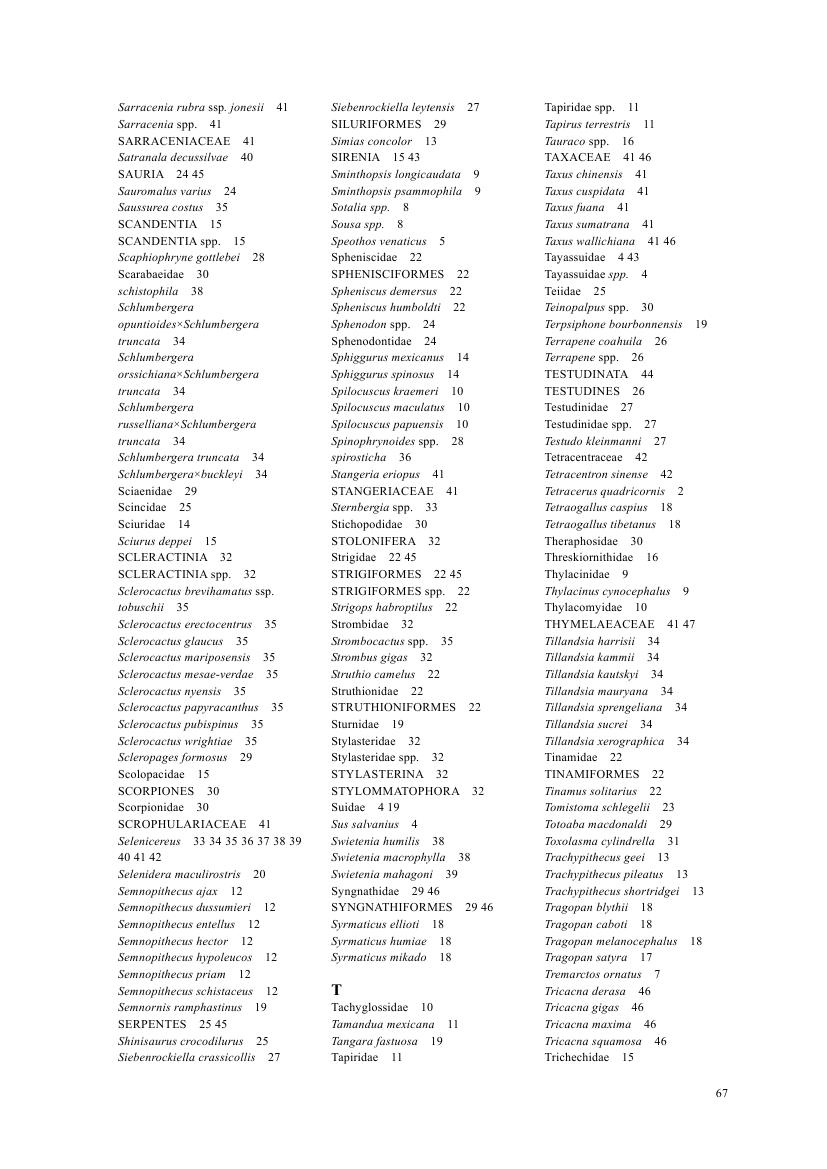 Sarracenia rubra ssp. jonesii 41
Sarracenia spp. 41
SARRACENIACEAE 41
Satranala decussilvae 40
SAURIA 24 45
Sauromalus varius 24
Saussurea costus 35
SCANDENTIA 15
SCANDENTIA spp. 15
Scaphiophryne gottlebei 28
Scarabaeidae 30
schistophila 38
Schlumbergera
opuntioides×Schlumbergera
truncata 34
Schlumbergera
orssichiana×Schlumbergera
truncata 34
Schlumbergera
russelliana×Schlumbergera
truncata 34
Schlumbergera truncata 34
Schlumbergera×buckleyi 34
Sciaenidae 29
Scincidae 25
Sciuridae 14
Sciurus deppei 15
SCLERACTINIA 32
SCLERACTINIA spp. 32
Sclerocactus brevihamatus ssp.
tobuschii 35
Sclerocactus erectocentrus 35
Sclerocactus glaucus 35
Sclerocactus mariposensis 35
Sclerocactus mesae-verdae 35
Sclerocactus nyensis 35
Sclerocactus papyracanthus 35
Sclerocactus pubispinus 35
Sclerocactus wrightiae 35
Scleropages formosus 29
Scolopacidae 15
SCORPIONES 30
Scorpionidae 30
SCROPHULARIACEAE 41
Selenicereus 33 34 35 36 37 38 39
40 41 42
Selenidera maculirostris 20
Semnopithecus ajax 12
Semnopithecus dussumieri 12
Semnopithecus entellus 12
Semnopithecus hector 12
Semnopithecus hypoleucos 12
Semnopithecus priam 12
Semnopithecus schistaceus 12
Semnornis ramphastinus 19
SERPENTES 25 45
Shinisaurus crocodilurus 25
Siebenrockiella crassicollis 27
Siebenrockiella leytensis 27
SILURIFORMES 29
Simias concolor 13
SIRENIA 15 43
Sminthopsis longicaudata 9
Sminthopsis psammophila 9
Sotalia spp. 8
Sousa spp. 8
Speothos venaticus 5
Spheniscidae 22
SPHENISCIFORMES 22
Spheniscus demersus 22
Spheniscus humboldti 22
Sphenodon spp. 24
Sphenodontidae 24
Sphiggurus mexicanus 14
Sphiggurus spinosus 14
Spilocuscus kraemeri 10
Spilocuscus maculatus 10
Spilocuscus papuensis 10
Spinophrynoides spp. 28
spirosticha 36
Stangeria eriopus 41
STANGERIACEAE 41
Sternbergia spp. 33
Stichopodidae 30
STOLONIFERA 32
Strigidae 22 45
STRIGIFORMES 22 45
STRIGIFORMES spp. 22
Strigops habroptilus 22
Strombidae 32
Strombocactus spp. 35
Strombus gigas 32
Struthio camelus 22
Struthionidae 22
STRUTHIONIFORMES 22
Sturnidae 19
Stylasteridae 32
Stylasteridae spp. 32
STYLASTERINA 32
STYLOMMATOPHORA 32
Suidae 4 19
Sus salvanius 4
Swietenia humilis 38
Swietenia macrophylla 38
Swietenia mahagoni 39
Syngnathidae 29 46
SYNGNATHIFORMES 29 46
Syrmaticus ellioti 18
Syrmaticus humiae 18
Syrmaticus mikado 18
T
Tachyglossidae 10
Tamandua mexicana 11
Tangara fastuosa 19
Tapiridae 11
Tapiridae spp. 11
Tapirus terrestris 11
Tauraco spp. 16
TAXACEAE 41 46
Taxus chinensis 41
Taxus cuspidata 41
Taxus fuana 41
Taxus sumatrana 41
Taxus wallichiana 41 46
Tayassuidae 4 43
Tayassuidae spp. 4
Teiidae 25
Teinopalpus spp. 30
Terpsiphone bourbonnensis 19
Terrapene coahuila 26
Terrapene spp. 26
TESTUDINATA 44
TESTUDINES 26
Testudinidae 27
Testudinidae spp. 27
Testudo kleinmanni 27
Tetracentraceae 42
Tetracentron sinense 42
Tetracerus quadricornis 2
Tetraogallus caspius 18
Tetraogallus tibetanus 18
Theraphosidae 30
Threskiornithidae 16
Thylacinidae 9
Thylacinus cynocephalus 9
Thylacomyidae 10
THYMELAEACEAE 41 47
Tillandsia harrisii 34
Tillandsia kammii 34
Tillandsia kautskyi 34
Tillandsia mauryana 34
Tillandsia sprengeliana 34
Tillandsia sucrei 34
Tillandsia xerographica 34
Tinamidae 22
TINAMIFORMES 22
Tinamus solitarius 22
Tomistoma schlegelii 23
Totoaba macdonaldi 29
Toxolasma cylindrella 31
Trachypithecus geei 13
Trachypithecus pileatus 13
Trachypithecus shortridgei 13
Tragopan blythii 18
Tragopan caboti 18
Tragopan melanocephalus 18
Tragopan satyra 17
Tremarctos ornatus 7
Tricacna derasa 46
Tricacna gigas 46
Tricacna maxima 46
Tricacna squamosa 46
Trichechidae 15
67